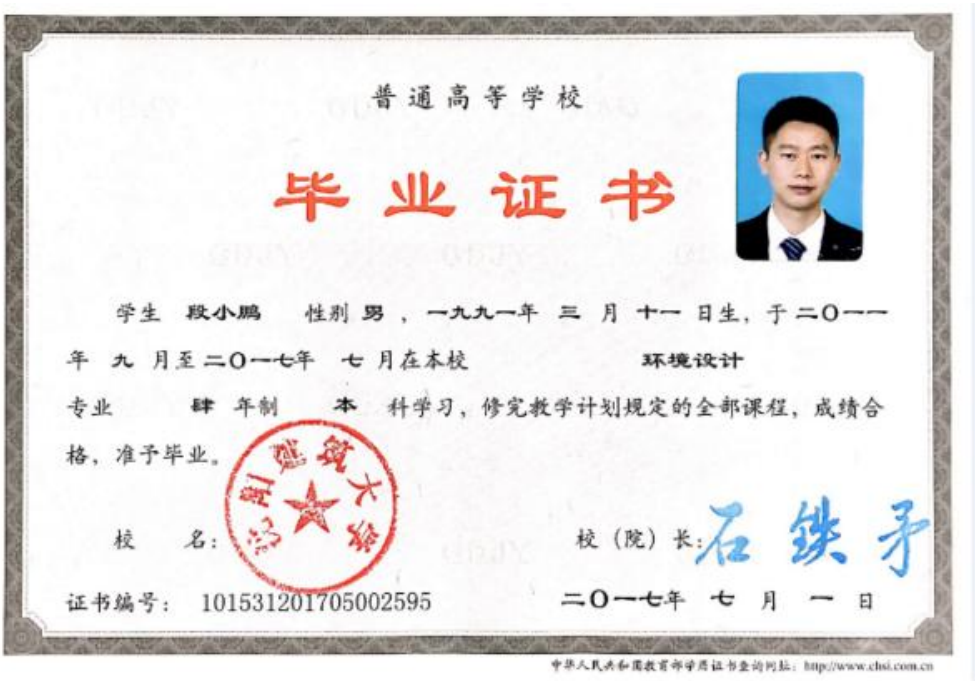 普通高等学校
毕业证书
学生 段小鹏 性别 男 ，一九九一年 三 月 十一 日生，于 二〇一一
年 九 月至 二〇一七年 七 月在本校 环境设计
专业 肆 年制 本 科学习，修完教学计划规定的全部课程，成绩合
格，准予毕业。
沈阳建筑大学
校 名：
校（院）长：石铁矛
证书编号： 101531201705002595
二〇一七年 七 月 一 日
中华人民共和国教育部学历证书查询网址：http://www.chsi.com.cn